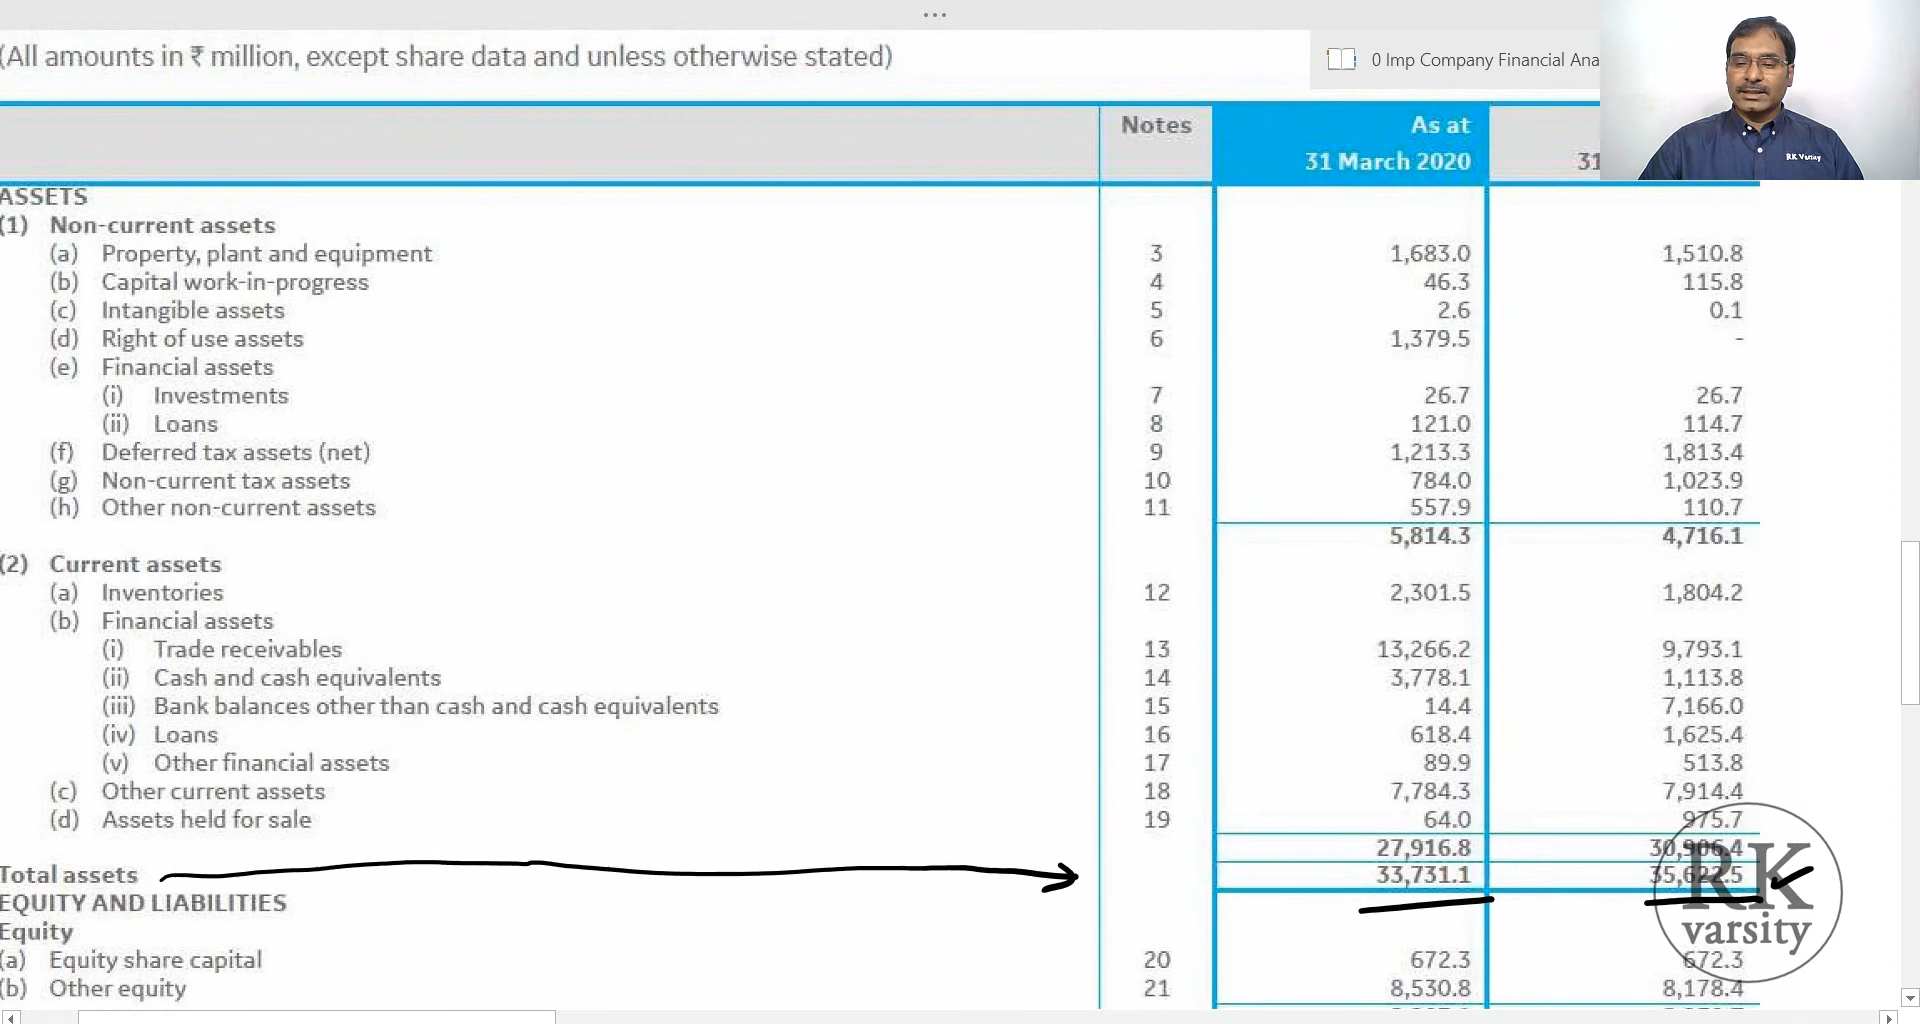 ...
(All amounts in ₹ million, except share data and unless otherwise stated)
0 Imp Company Financial Ana
RK Varsity
Notes As at 31 March 2020 31
ASSETS
(1) Non-current assets
(a) Property, plant and equipment 3 1,683.0 1,510.8
(b) Capital work-in-progress 4 46.3 115.8
(c) Intangible assets 5 2.6 0.1
(d) Right of use assets 6 1,379.5 -
(e) Financial assets
(i) Investments 7 26.7 26.7
(ii) Loans 8 121.0 114.7
(f) Deferred tax assets (net) 9 1,213.3 1,813.4
(g) Non-current tax assets 10 784.0 1,023.9
(h) Other non-current assets 11 557.9 110.7
5,814.3 4,716.1
(2) Current assets
(a) Inventories 12 2,301.5 1,804.2
(b) Financial assets
(i) Trade receivables 13 13,266.2 9,793.1
(ii) Cash and cash equivalents 14 3,778.1 1,113.8
(iii) Bank balances other than cash and cash equivalents 15 14.4 7,166.0
(iv) Loans 16 618.4 1,625.4
(v) Other financial assets 17 89.9 513.8
(c) Other current assets 18 7,784.3 7,914.4
(d) Assets held for sale 19 64.0 975.7
27,916.8 30,906.4
Total assets 33,731.1 35,622.5
EQUITY AND LIABILITIES
Equity
(a) Equity share capital 20 672.3 672.3
(b) Other equity 21 8,530.8 8,178.4
RK
varsity